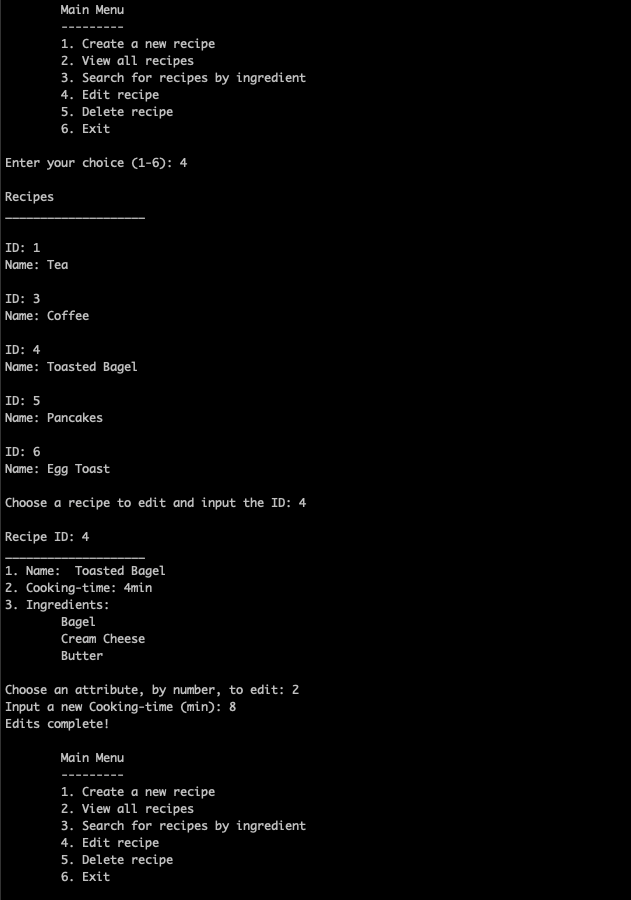 Main Menu
---------
1. Create a new recipe
2. View all recipes
3. Search for recipes by ingredient
4. Edit recipe
5. Delete recipe
6. Exit
Enter your choice (1-6): 4
Recipes
____________________
ID: 1
Name: Tea
ID: 3
Name: Coffee
ID: 4
Name: Toasted Bagel
ID: 5
Name: Pancakes
ID: 6
Name: Egg Toast
Choose a recipe to edit and input the ID: 4
Recipe ID: 4
____________________
1. Name:  Toasted Bagel
2. Cooking-time: 4min
3. Ingredients:
Bagel
Cream Cheese
Butter
Choose an attribute, by number, to edit: 2
Input a new Cooking-time (min): 8
Edits complete!
Main Menu
---------
1. Create a new recipe
2. View all recipes
3. Search for recipes by ingredient
4. Edit recipe
5. Delete recipe
6. Exit